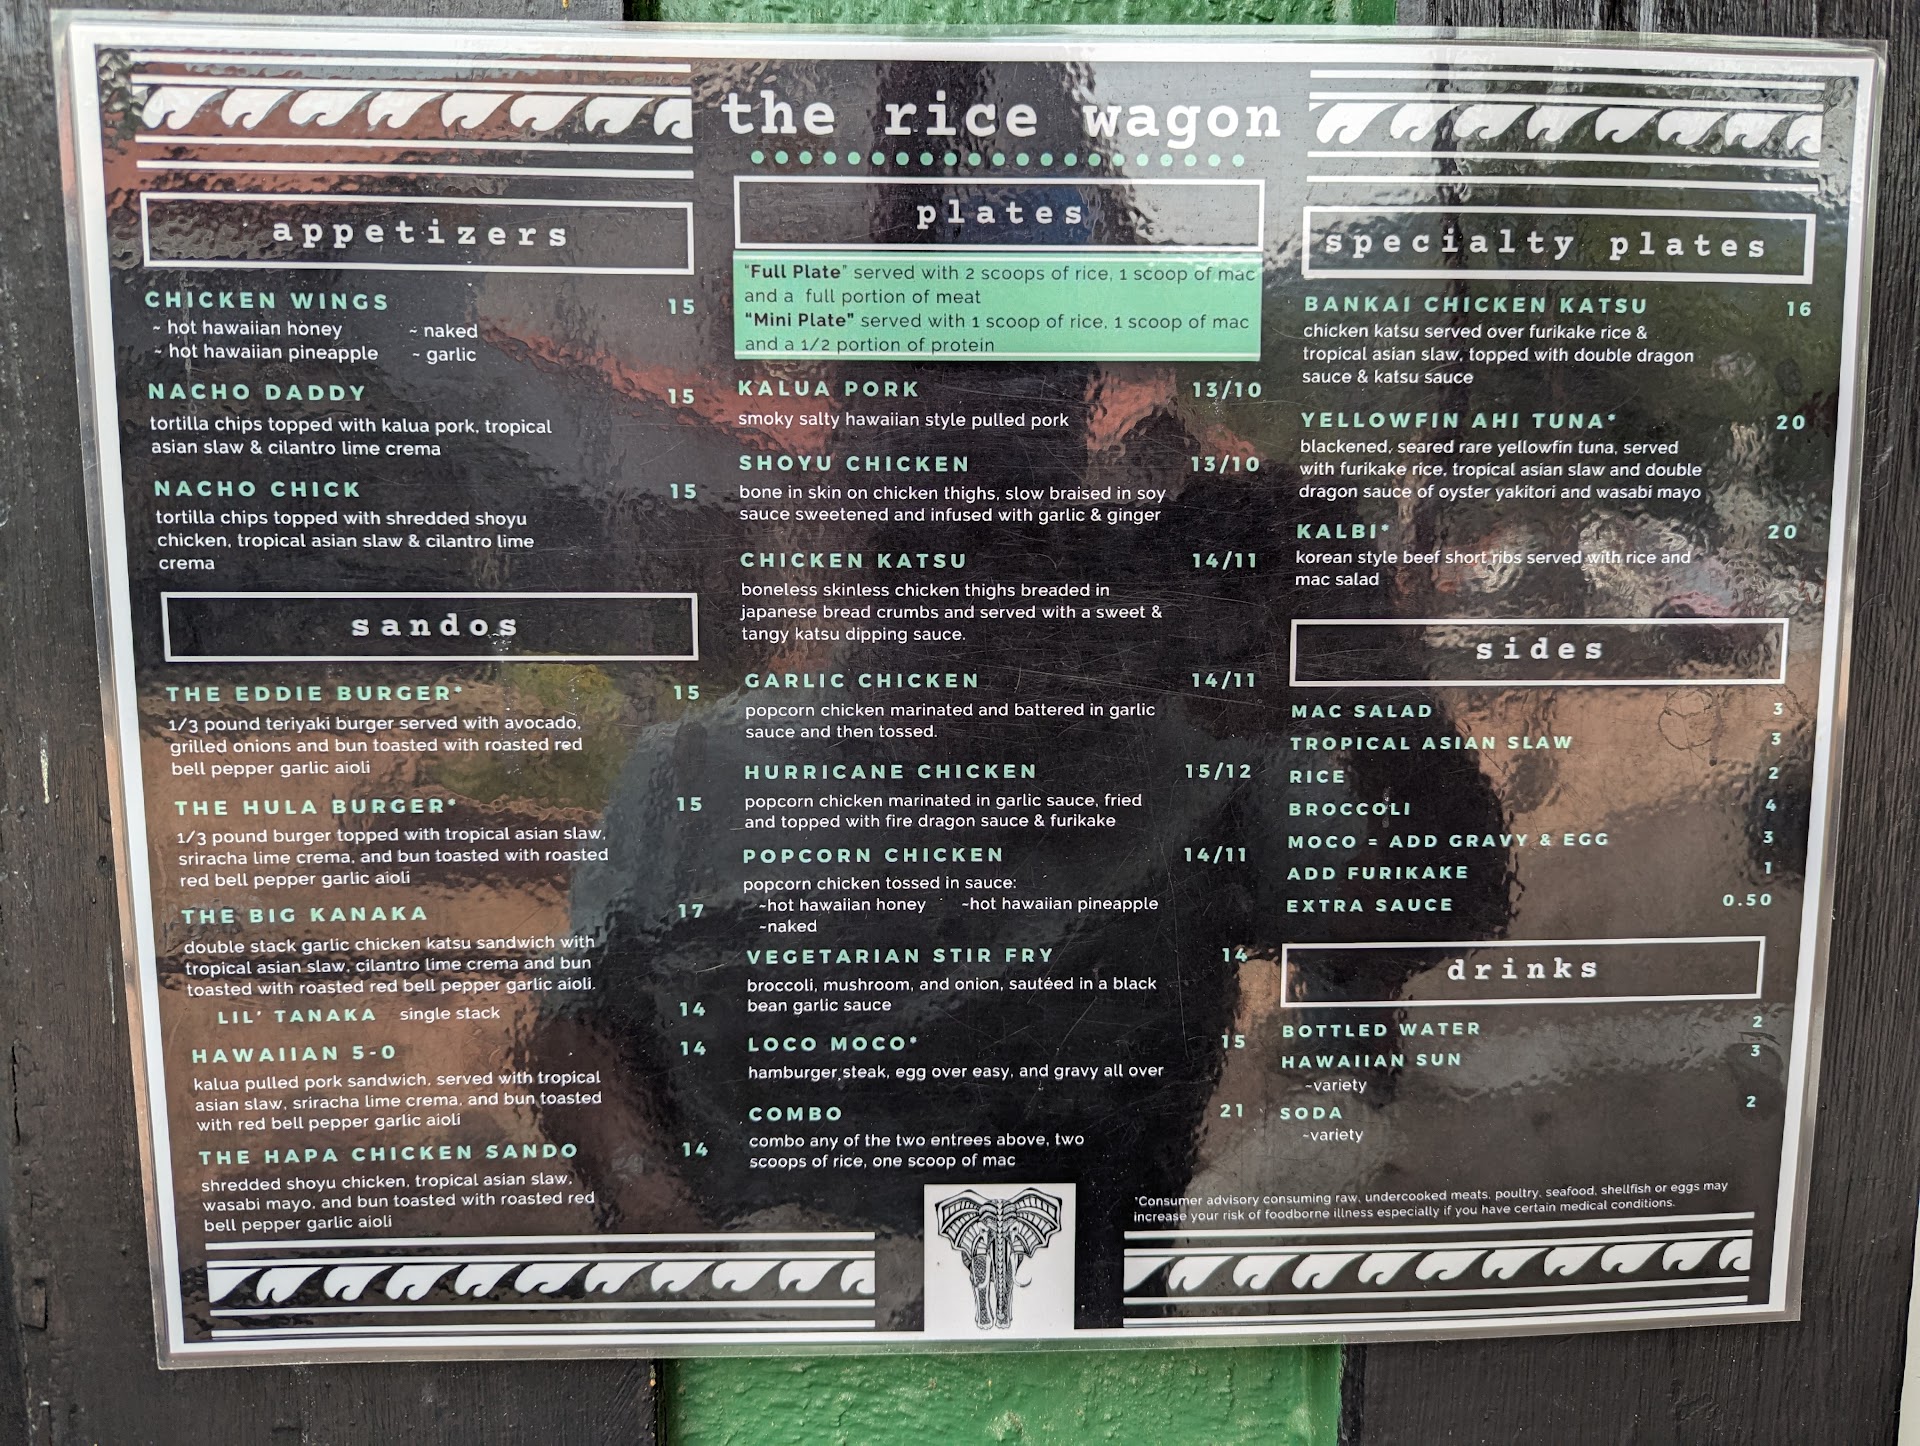 the rice wagon
appetizers
CHICKEN WINGS 15
~ hot hawaiian honey ~ naked
~ hot hawaiian pineapple ~ garlic
NACHO DADDY 15
tortilla chips topped with kalua pork, tropical
asian slaw & cilantro lime crema
NACHO CHICK 15
tortilla chips topped with shredded shoyu
chicken, tropical asian slaw & cilantro lime
crema
sandos
THE EDDIE BURGER* 15
1/3 pound teriyaki burger served with avocado,
grilled onions and bun toasted with roasted red
bell pepper garlic aioli
THE HULA BURGER* 15
1/3 pound burger topped with tropical asian slaw,
sriracha lime crema, and bun toasted with roasted
red bell pepper garlic aioli
THE BIG KANAKA 17
double stack garlic chicken katsu sandwich with
tropical asian slaw, cilantro lime crema and bun
toasted with roasted red bell pepper garlic aioli.
LIL' TANAKA single stack 14
HAWAIIAN 5-0 14
kalua pulled pork sandwich, served with tropical
asian slaw, sriracha lime crema, and bun toasted
with red bell pepper garlic aioli
THE HAPA CHICKEN SANDO 14
shredded shoyu chicken, tropical asian slaw,
wasabi mayo, and bun toasted with roasted red
bell pepper garlic aioli
plates
"Full Plate" served with 2 scoops of rice, 1 scoop of mac
and a full portion of meat
"Mini Plate" served with 1 scoop of rice, 1 scoop of mac
and a 1/2 portion of protein
KALUA PORK 13/10
smoky salty hawaiian style pulled pork
SHOYU CHICKEN 13/10
bone in skin on chicken thighs, slow braised in soy
sauce sweetened and infused with garlic & ginger
CHICKEN KATSU 14/11
boneless skinless chicken thighs breaded in
japanese bread crumbs and served with a sweet &
tangy katsu dipping sauce.
GARLIC CHICKEN 14/11
popcorn chicken marinated and battered in garlic
sauce and then tossed.
HURRICANE CHICKEN 15/12
popcorn chicken marinated in garlic sauce, fried
and topped with fire dragon sauce & furikake
POPCORN CHICKEN 14/11
popcorn chicken tossed in sauce:
~hot hawaiian honey ~hot hawaiian pineapple
~naked
VEGETARIAN STIR FRY 14
broccoli, mushroom, and onion, sautéed in a black
bean garlic sauce
LOCO MOCO* 15
hamburger steak, egg over easy, and gravy all over
COMBO 21
combo any of the two entrees above, two
scoops of rice, one scoop of mac
specialty plates
BANKAI CHICKEN KATSU 16
chicken katsu served over furikake rice &
tropical asian slaw, topped with double dragon
sauce & katsu sauce
YELLOWFIN AHI TUNA* 20
blackened, seared rare yellowfin tuna, served
with furikake rice, tropical asian slaw and double
dragon sauce of oyster yakitori and wasabi mayo
KALBI* 20
korean style beef short ribs served with rice and
mac salad
sides
MAC SALAD 3
TROPICAL ASIAN SLAW 3
RICE 2
BROCCOLI 4
MOCO = ADD GRAVY & EGG 3
ADD FURIKAKE 1
EXTRA SAUCE 0.50
drinks
BOTTLED WATER 2
HAWAIIAN SUN 3
~variety
SODA 2
~variety
*Consumer advisory consuming raw, undercooked meats, poultry, seafood, shellfish or eggs may
increase your risk of foodborne illness especially if you have certain medical conditions.